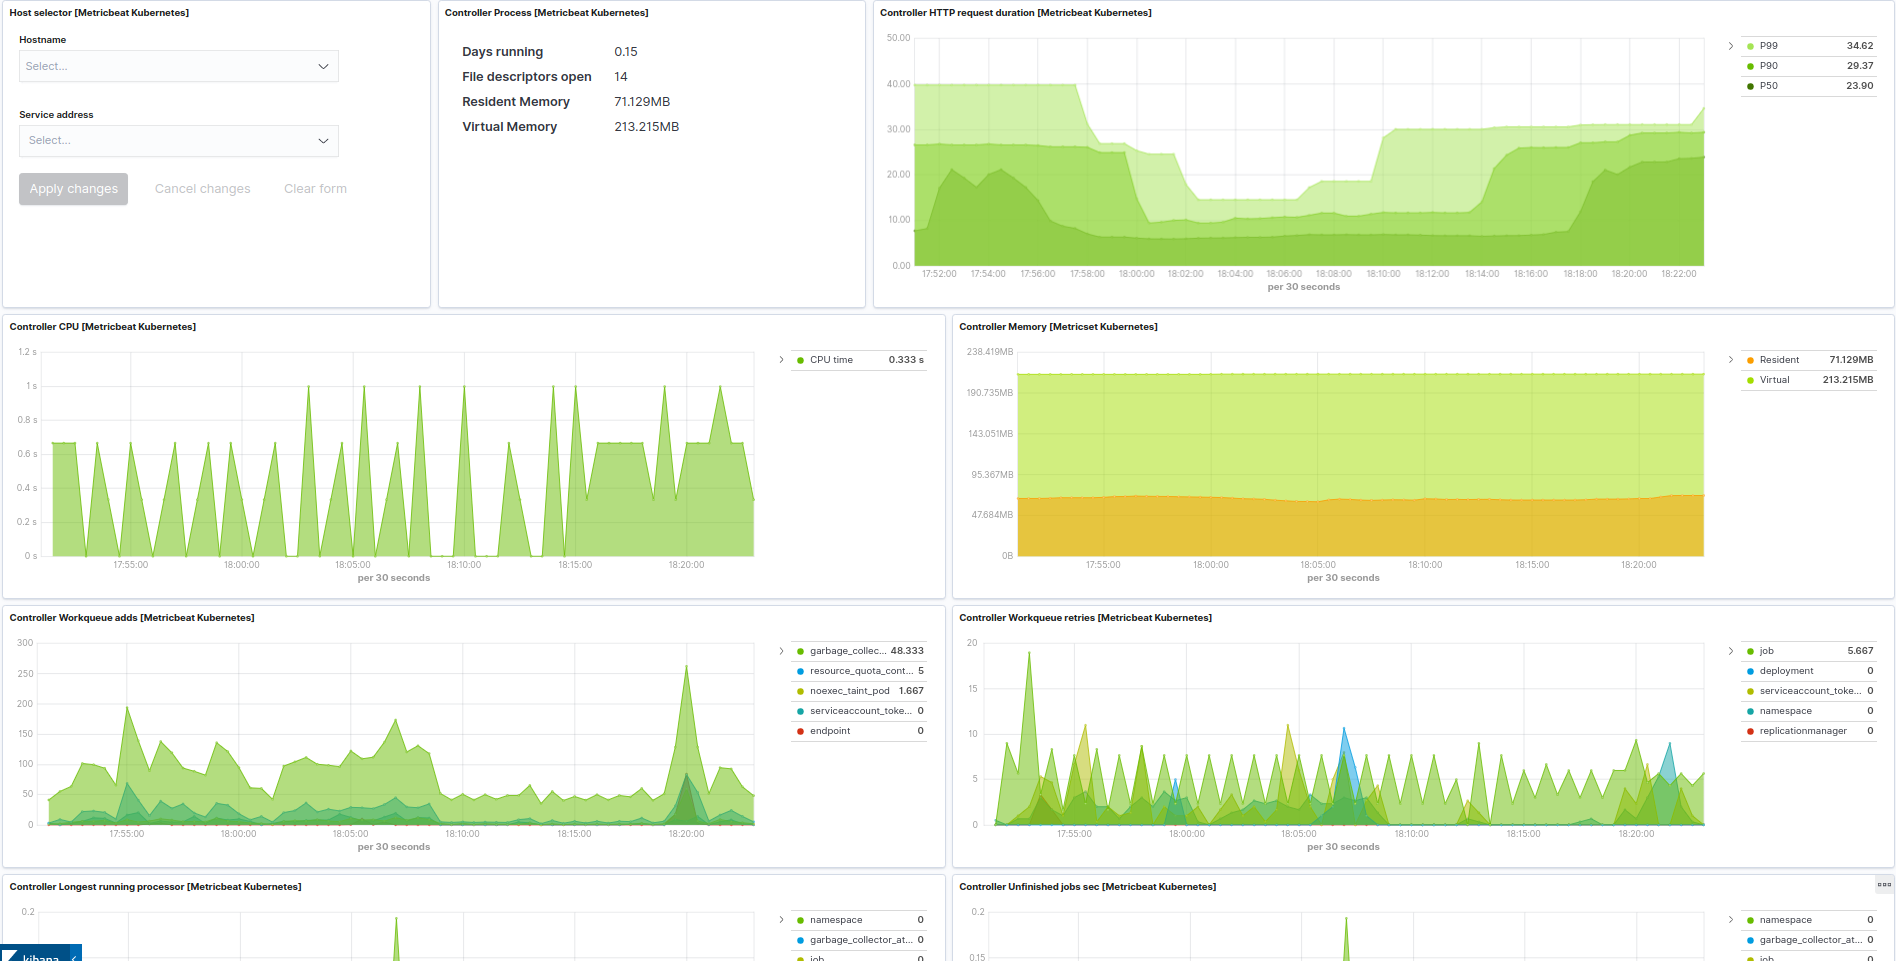 Host selector [Metricbeat Kubernetes]
Hostname
Select...
Service address
Select...
Apply changes
Cancel changes
Clear form
Controller Process [Metricbeat Kubernetes]
Days running 0.15
File descriptors open 14
Resident Memory 71.129MB
Virtual Memory 213.215MB
Controller HTTP request duration [Metricbeat Kubernetes]
50.00
40.00
30.00
20.00
10.00
0.00
17:52:00 17:54:00 17:56:00 17:58:00 18:00:00 18:02:00 18:04:00 18:06:00 18:08:00 18:10:00 18:12:00 18:14:00 18:16:00 18:18:00 18:20:00 18:22:00
per 30 seconds
P99 34.62
P90 29.37
P50 23.90
Controller CPU [Metricbeat Kubernetes]
1.2 s
1 s
0.8 s
0.6 s
0.4 s
0.2 s
0 s
17:55:00 18:00:00 18:05:00 18:10:00 18:15:00 18:20:00
per 30 seconds
CPU time 0.333 s
Controller Memory [Metricset Kubernetes]
238.419MB
190.735MB
143.051MB
95.367MB
47.684MB
0B
17:55:00 18:00:00 18:05:00 18:10:00 18:15:00 18:20:00
per 30 seconds
Resident 71.129MB
Virtual 213.215MB
Controller Workqueue adds [Metricbeat Kubernetes]
300
250
200
150
100
50
0
17:55:00 18:00:00 18:05:00 18:10:00 18:15:00 18:20:00
per 30 seconds
garbage_collec... 48.333
resource_quota_cont... 5
noexec_taint_pod 1.667
serviceaccount_toke... 0
endpoint 0
Controller Workqueue retries [Metricbeat Kubernetes]
20
15
10
5
0
17:55:00 18:00:00 18:05:00 18:10:00 18:15:00 18:20:00
per 30 seconds
job 5.667
deployment 0
serviceaccount_toke... 0
namespace 0
replicationmanager 0
Controller Longest running processor [Metricbeat Kubernetes]
0.2
namespace 0
garbage_collector_at... 0
job 0
kibana
Controller Unfinished jobs sec [Metricbeat Kubernetes]
0.2
0.15
namespace 0
garbage_collector_at... 0
job 0